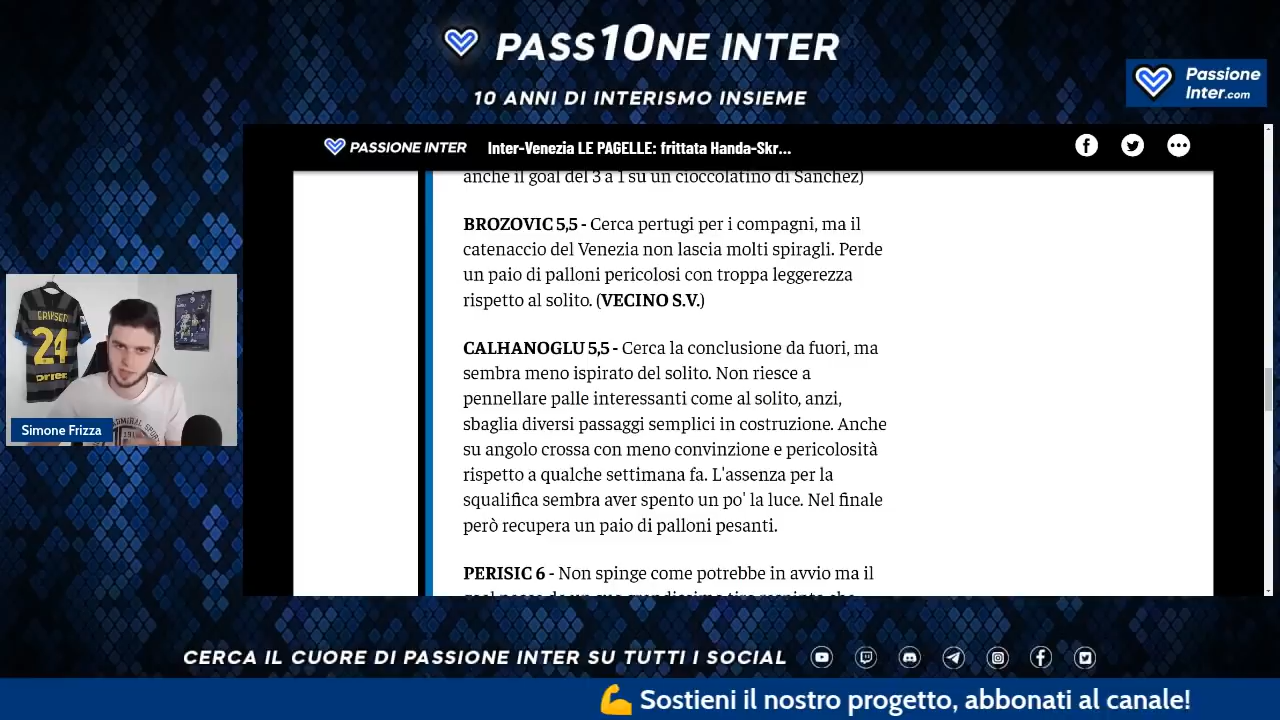 PASS10NE INTER
10 ANNI DI INTERISMO INSIEME
Passione
Inter.com
PASSIONE INTER
Inter-Venezia LE PAGELLE: frittata Handa-Skr...
anche il goal del 3 a 1 su un cioccolatino di Sanchez)
BROZOVIC 5,5 - Cerca pertugi per i compagni, ma il
catenaccio del Venezia non lascia molti spiragli. Perde
un paio di palloni pericolosi con troppa leggerezza
rispetto al solito. (VECINO S.V.)
CALHANOGLU 5,5 - Cerca la conclusione da fuori, ma
sembra meno ispirato del solito. Non riesce a
pennellare palle interessanti come al solito, anzi,
sbaglia diversi passaggi semplici in costruzione. Anche
su angolo crossa con meno convinzione e pericolosità
rispetto a qualche settimana fa. L'assenza per la
squalifica sembra aver spento un po' la luce. Nel finale
però recupera un paio di palloni pesanti.
PERISIC 6 - Non spinge come potrebbe in avvio ma il
ERIKSEN
24
Driver
Simone Frizza
CERCA IL CUORE DI PASSIONE INTER SU TUTTI I SOCIAL
💪 Sostieni il nostro progetto, abbonati al canale!